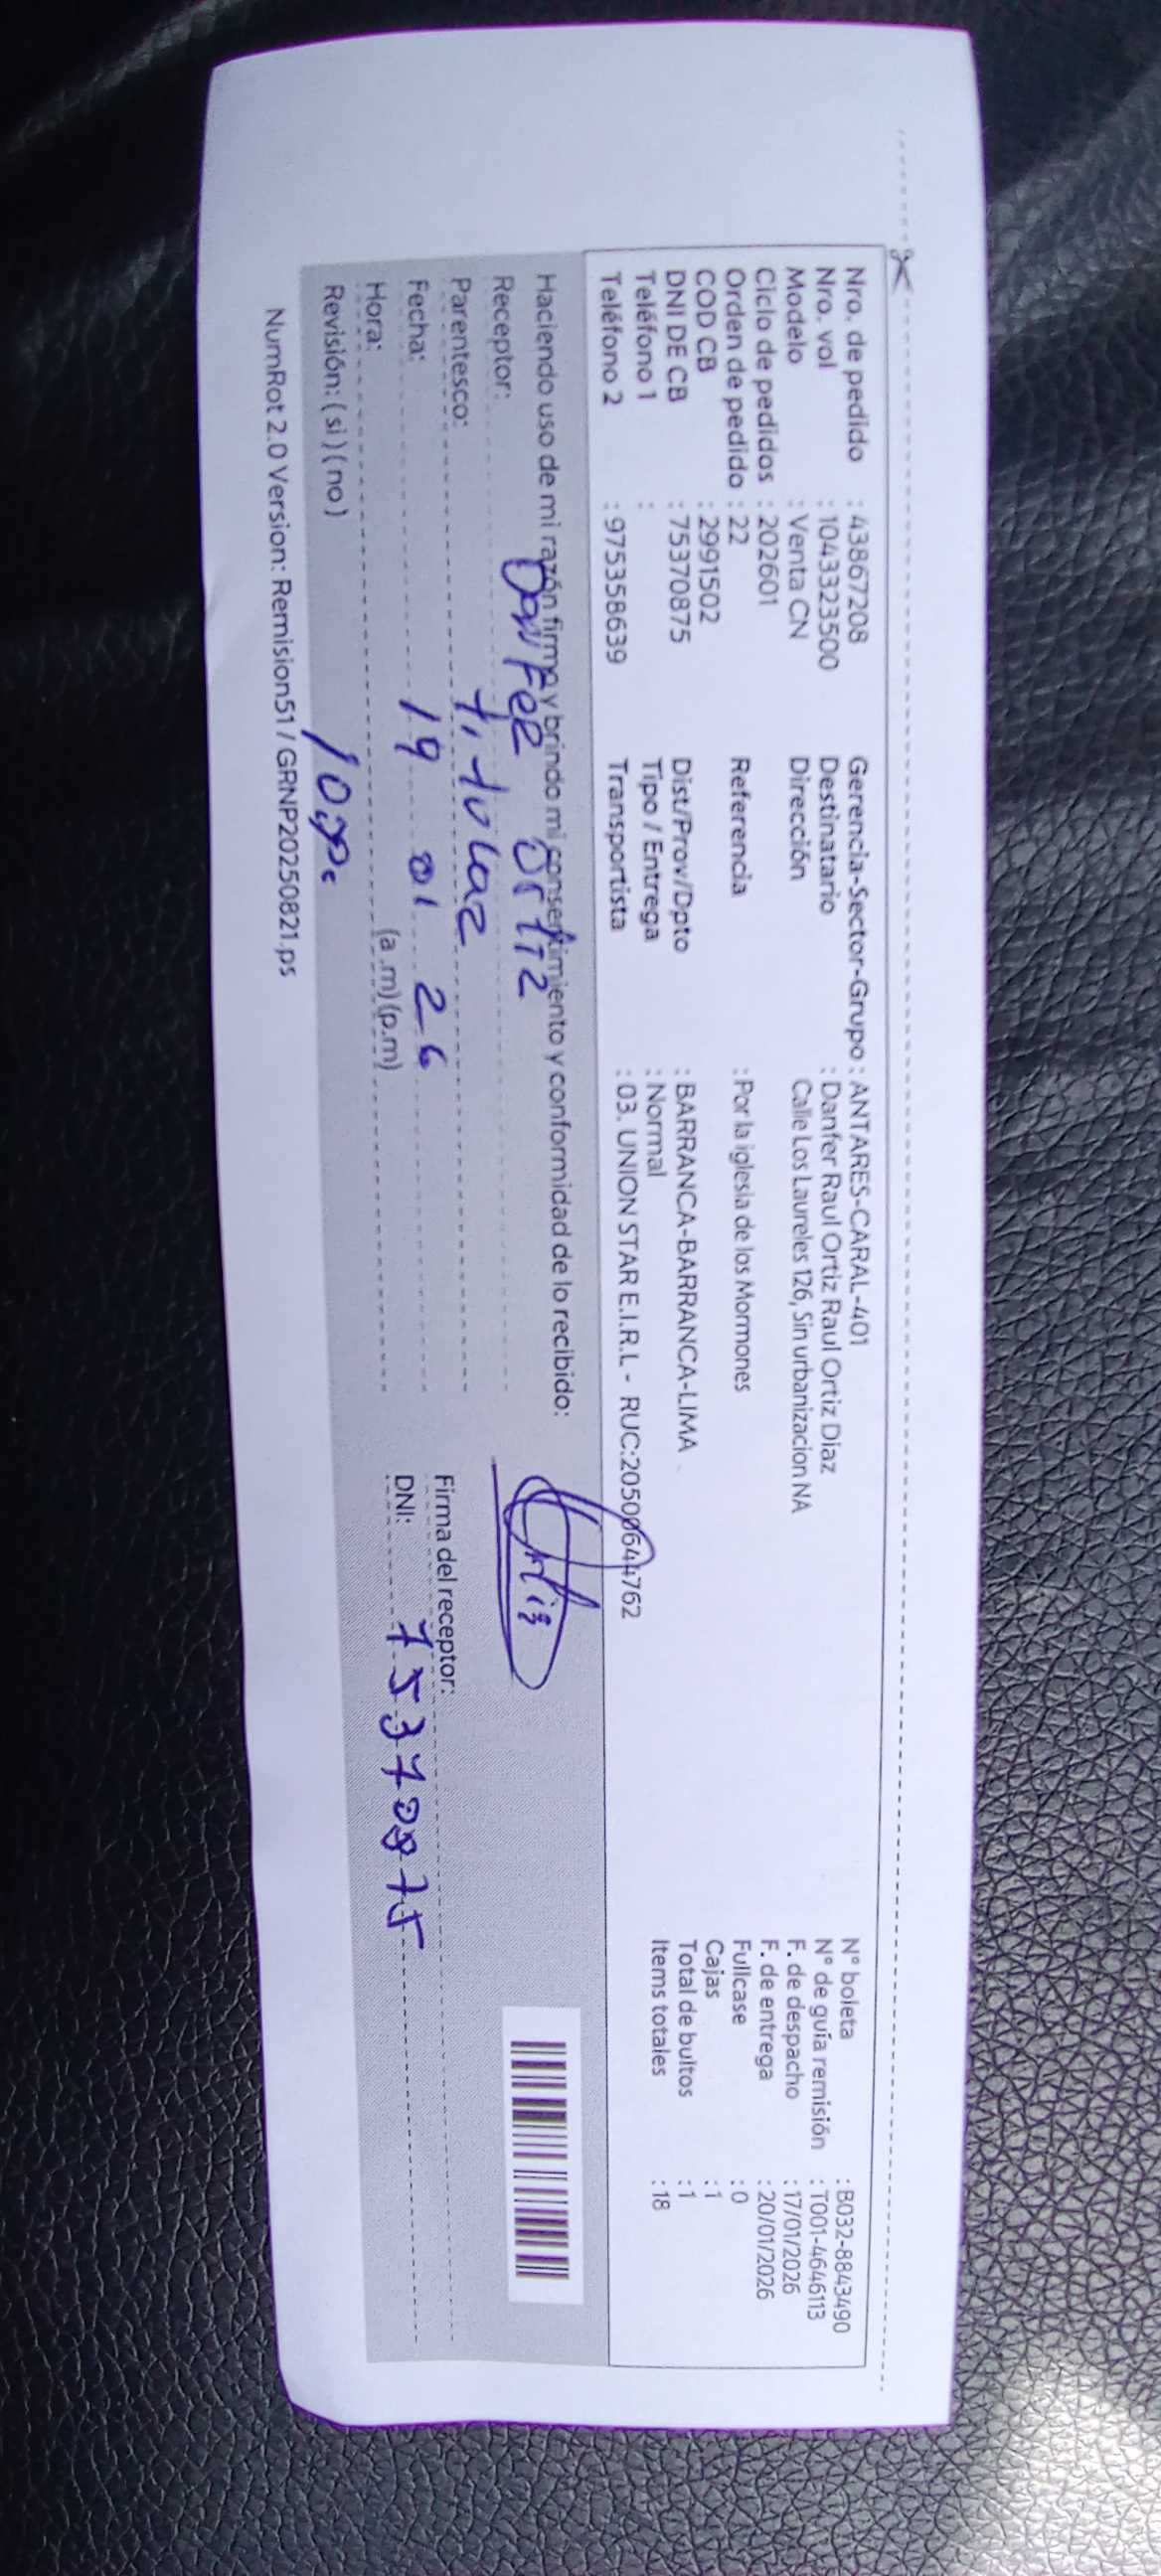 Nro. de pedido : 43867208 Gerencia-Sector-Grupo : ANTARES-CARAL-401 N° boleta : B032-8843490
Nro. vol : 1043323500 Destinatario : Danfer Raul Ortiz Raul Ortiz Diaz N° de guía remisión : T001-4646113
Modelo : Venta CN Dirección Calle Los Laureles 126, Sin urbanizacion NA F. de despacho : 17/01/2026
Ciclo de pedidos : 202601 F. de entrega : 20/01/2026
Orden de pedido : 22 Referencia : Por la iglesia de los Mormones Fullcase : 0
COD CB : 2991502 Cajas : 1
DNI DE CB : 75370875 Dist/Prov/Dpto : BARRANCA-BARRANCA-LIMA Total de bultos : 1
Teléfono 1 : Tipo / Entrega : Normal Items totales : 18
Teléfono 2 : 975358639 Transportista : 03. UNION STAR E.I.R.L - RUC:20500644762
Haciendo uso de mi razón firma y brindo mi consentimiento y conformidad de lo recibido:
Receptor: Danfer Ortiz Ortiz
Parentesco: titular
Firma del receptor:
Fecha: 19 01 26
DNI: 75370875
Hora: (a.m) (p.m)
Revisión: ( si ) ( no )
NumRot 2.0 Version: Remision51 / GRNP20250821.ps